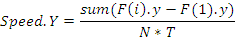 Speed.Y = sum(F(i).y − F(1).y)
N * T